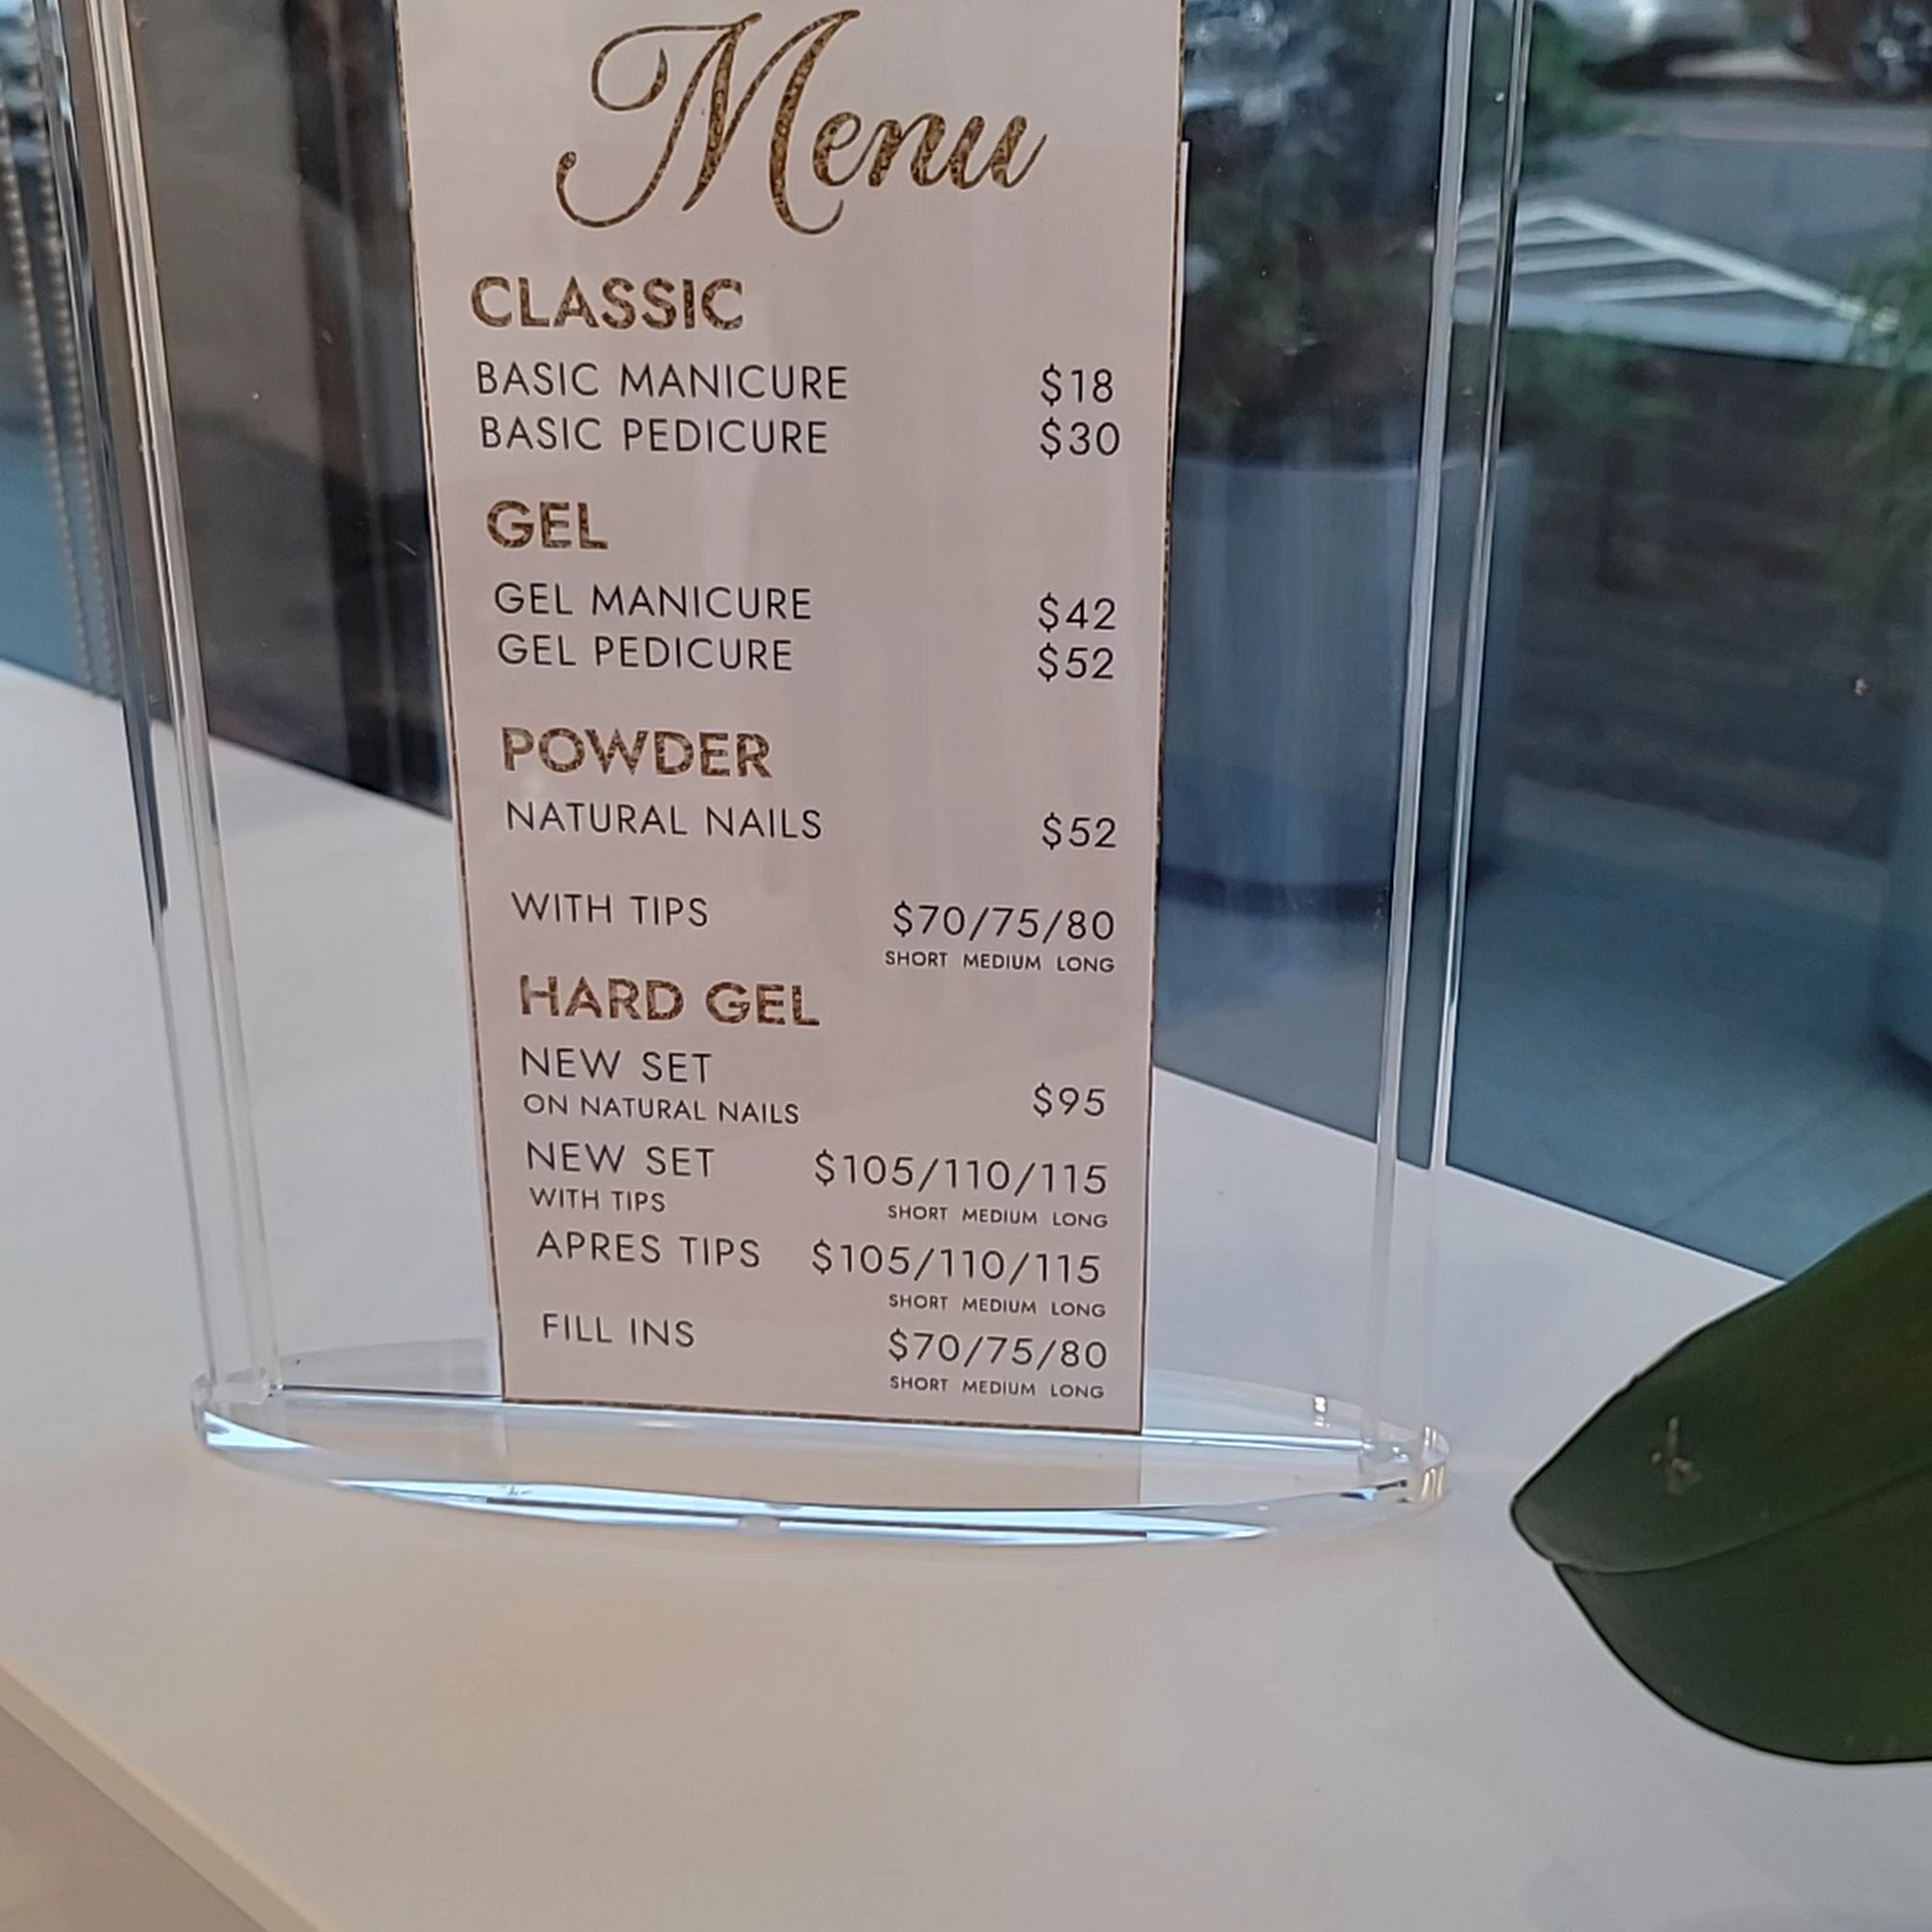 Menu
CLASSIC
BASIC MANICURE $18
BASIC PEDICURE $30
GEL
GEL MANICURE $42
GEL PEDICURE $52
POWDER
NATURAL NAILS $52
WITH TIPS $70/75/80
SHORT MEDIUM LONG
HARD GEL
NEW SET
ON NATURAL NAILS $95
NEW SET $105/110/115
WITH TIPS SHORT MEDIUM LONG
APRES TIPS $105/110/115
SHORT MEDIUM LONG
FILL INS $70/75/80
SHORT MEDIUM LONG